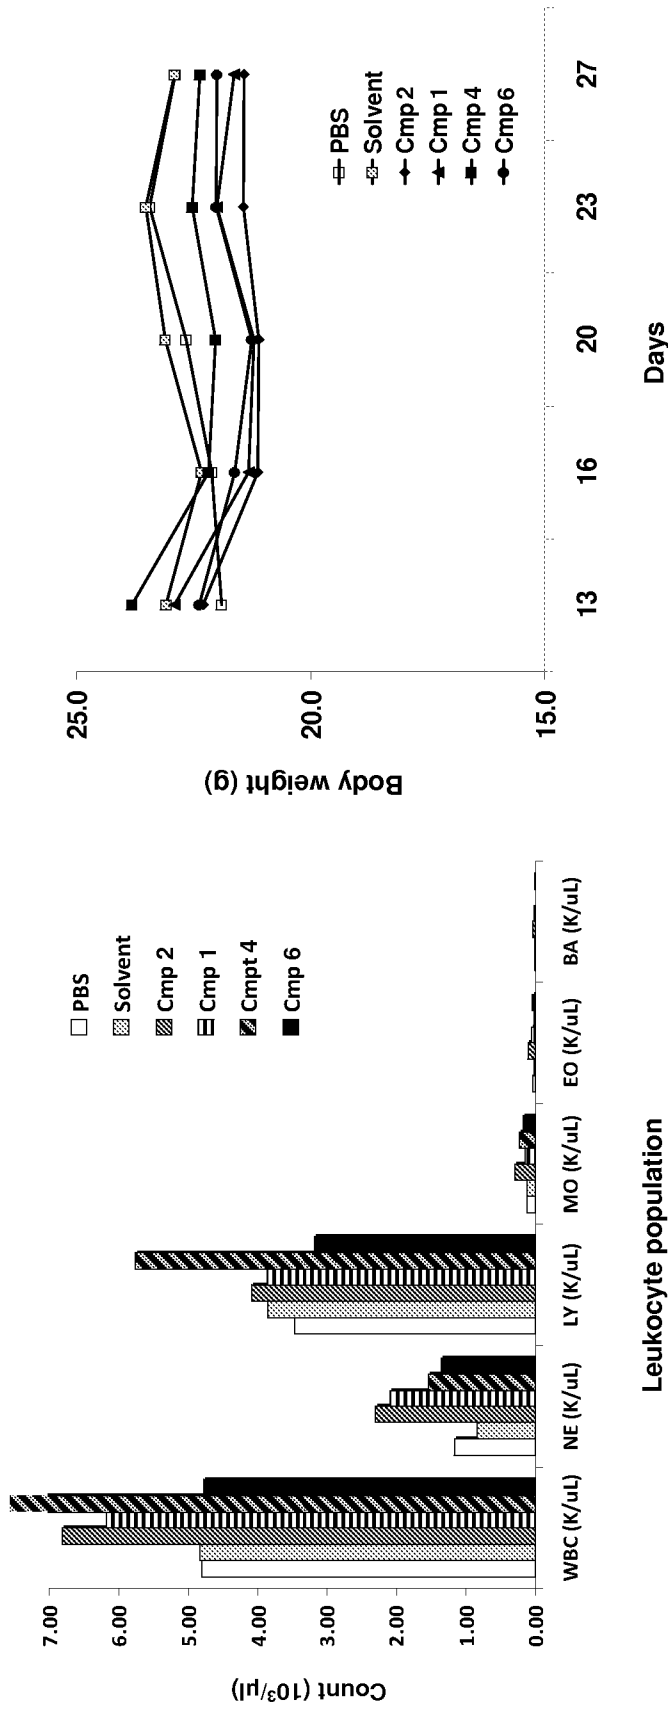 7.00
6.00
5.00
4.00
3.00
2.00
1.00
0.00
Count (10³/µl)
PBS
Solvent
Cmp 2
Cmp 1
Cmpt 4
Cmp 6
WBC (K/uL)
NE (K/uL)
LY (K/uL)
MO (K/uL)
EO (K/uL)
BA (K/uL)
Leukocyte population
25.0
20.0
15.0
Body weight (g)
PBS
Solvent
Cmp 2
Cmp 1
Cmp 4
Cmp6
13
16
20
23
27
Days